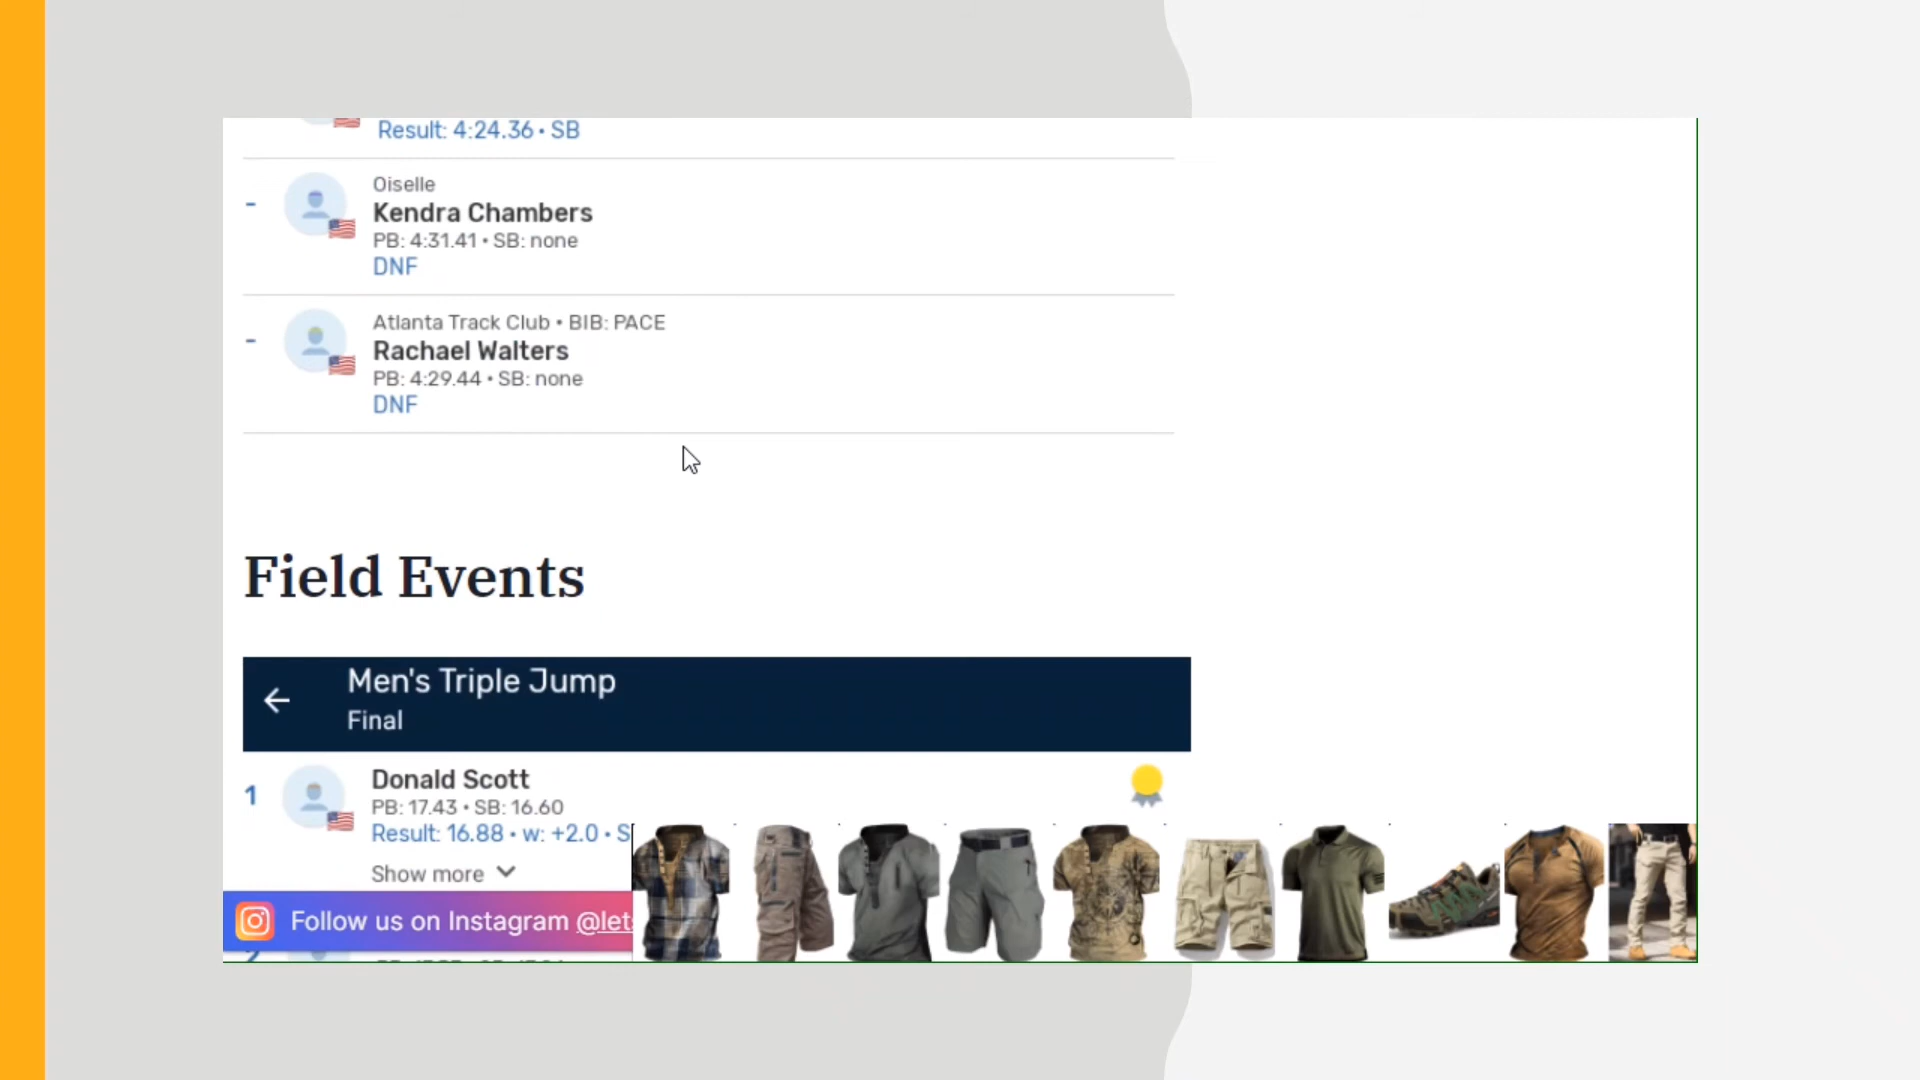 Result: 4:24.36 • SB
-
Oiselle
Kendra Chambers
PB: 4:31.41 • SB: none
DNF
-
Atlanta Track Club • BIB: PACE
Rachael Walters
PB: 4:29.44 • SB: none
DNF
Field Events
Men's Triple Jump
Final
1
Donald Scott
PB: 17.43 • SB: 16.60
Result: 16.88 • w: +2.0 • S
Show more
Follow us on Instagram @lets
2